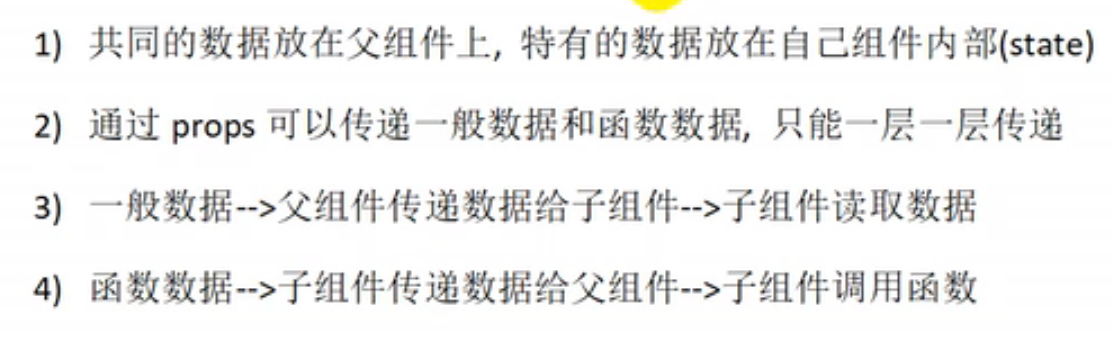 1) 共同的数据放在父组件上, 特有的数据放在自己组件内部(state)
2) 通过 props 可以传递一般数据和函数数据, 只能一层一层传递
3) 一般数据-->父组件传递数据给子组件-->子组件读取数据
4) 函数数据-->子组件传递数据给父组件-->子组件调用函数